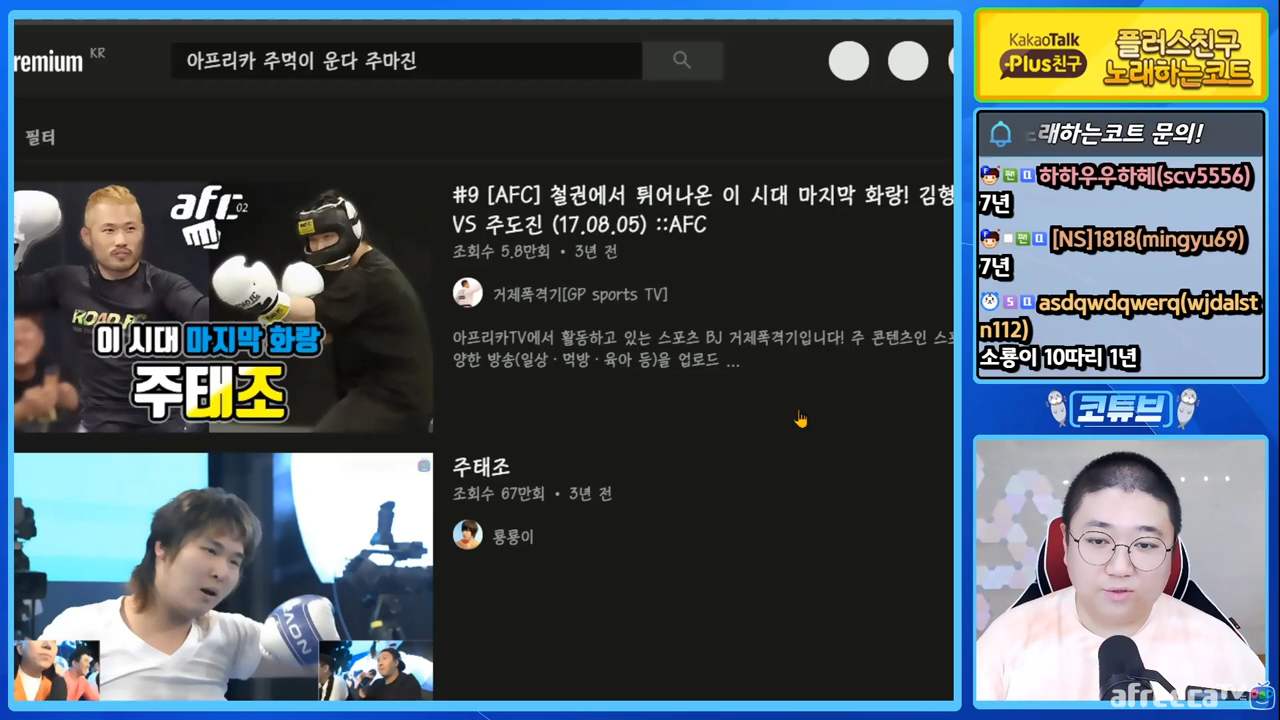 remium KR
아프리카 주먹이 운다 주마진
필터
afc 02
ROAD FC
이 시대 마지막 화랑
주태조
#9 [AFC] 철권에서 튀어나온 이 시대 마지막 화랑! 김형
VS 주도진 (17.08.05) ::AFC
조회수 5.8만회 • 3년 전
거제폭격기[GP sports TV]
아프리카TV에서 활동하고 있는 스포츠 BJ 거제폭격기입니다! 주 콘텐츠인 스포
양한 방송(일상 · 먹방 · 육아 등)을 업로드 ...
주태조
조회수 67만회 • 3년 전
룡룡이
KakaoTalk
Plus친구
플러스친구
노래하는코트
래하는코트 문의!
팬 하하우우하헤(scv5556)
7년
팬 [NS]1818(mingyu69)
7년
S asdqwdqwerq(wjdalst
n112)
소룡이 10따리 1년
코튜브
afreecaTV